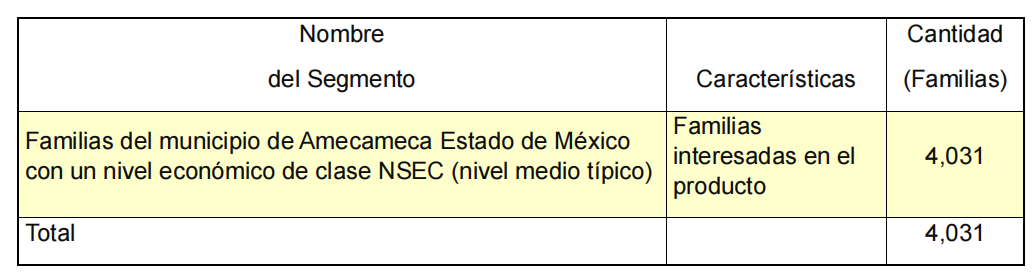 Nombre
del Segmento
Características
Cantidad
(Familias)
Familias del municipio de Amecameca Estado de México
con un nivel económico de clase NSEC (nivel medio típico)
Familias
interesadas en el
producto
4,031
Total
4,031